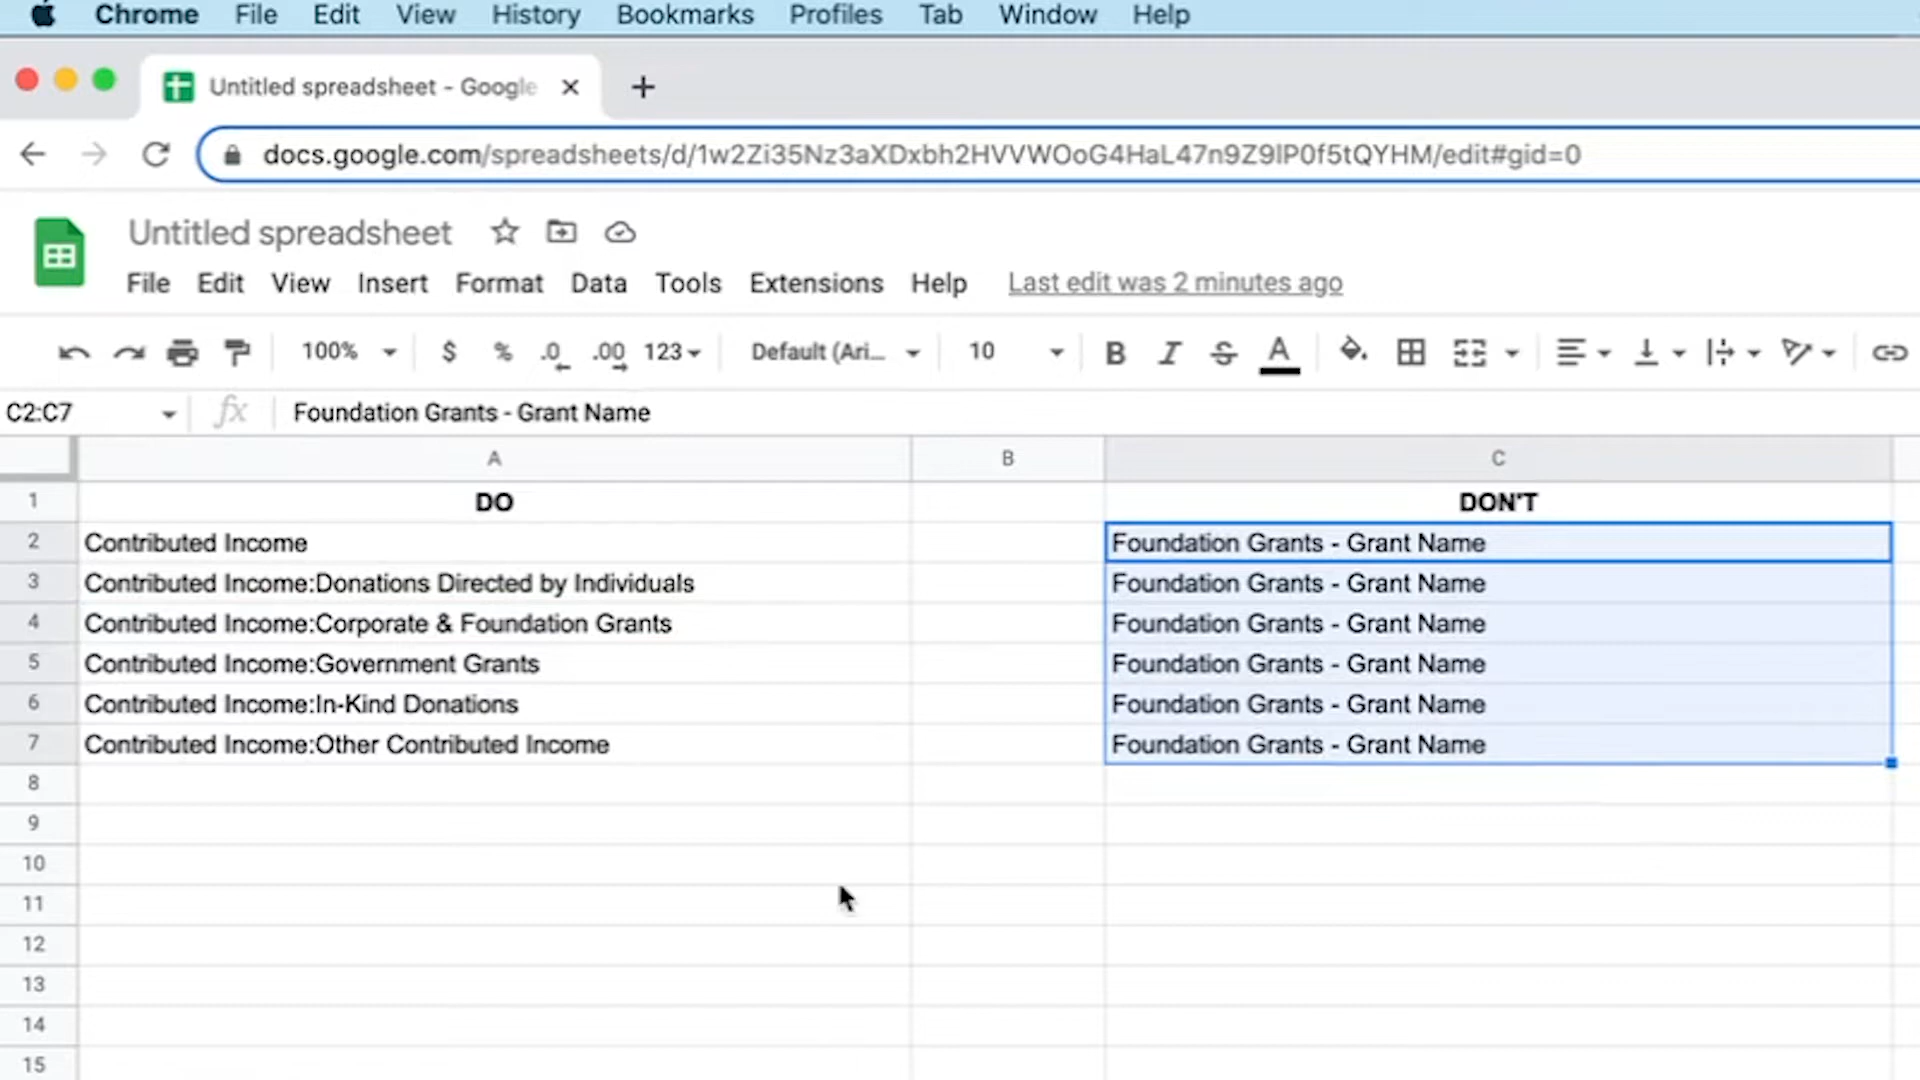 Chrome File Edit View History Bookmarks Profiles Tab Window Help
Untitled spreadsheet - Google
docs.google.com/spreadsheets/d/1w2Zi35Nz3aXDxbh2HVVWOoG4HaL47n9Z9IP0f5tQYHM/edit#gid=0
Untitled spreadsheet
File Edit View Insert Format Data Tools Extensions Help Last edit was 2 minutes ago
100% $ % .0 .00 123 Default (Ari... 10 B I S A
C2:C7 fx Foundation Grants - Grant Name
A B C
1 DO DON'T
2 Contributed Income Foundation Grants - Grant Name
3 Contributed Income:Donations Directed by Individuals Foundation Grants - Grant Name
4 Contributed Income:Corporate & Foundation Grants Foundation Grants - Grant Name
5 Contributed Income:Government Grants Foundation Grants - Grant Name
6 Contributed Income:In-Kind Donations Foundation Grants - Grant Name
7 Contributed Income:Other Contributed Income Foundation Grants - Grant Name
8
9
10
11
12
13
14
15